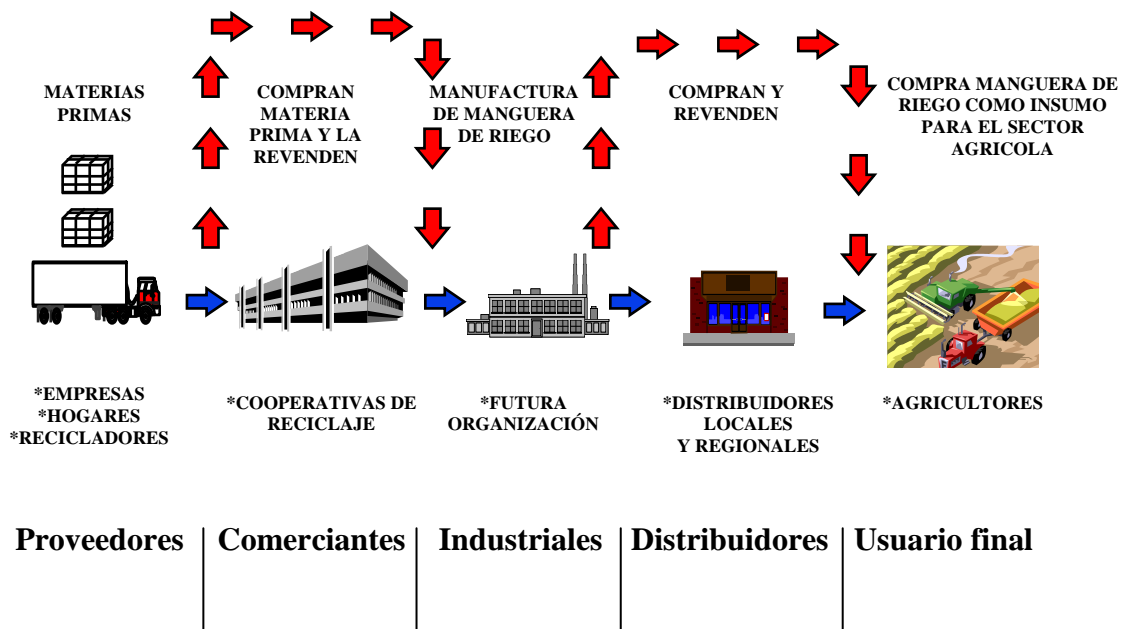 MATERIAS
PRIMAS
COMPRAN
MATERIA
PRIMA Y LA
REVENDEN
MANUFACTURA
DE MANGUERA
DE RIEGO
COMPRAN Y
REVENDEN
COMPRA MANGUERA DE
RIEGO COMO INSUMO
PARA EL SECTOR
AGRICOLA
*EMPRESAS
*HOGARES
*RECICLADORES
*COOPERATIVAS DE
RECICLAJE
*FUTURA
ORGANIZACIÓN
*DISTRIBUIDORES
LOCALES
Y REGIONALES
*AGRICULTORES
Proveedores
Comerciantes
Industriales
Distribuidores
Usuario final